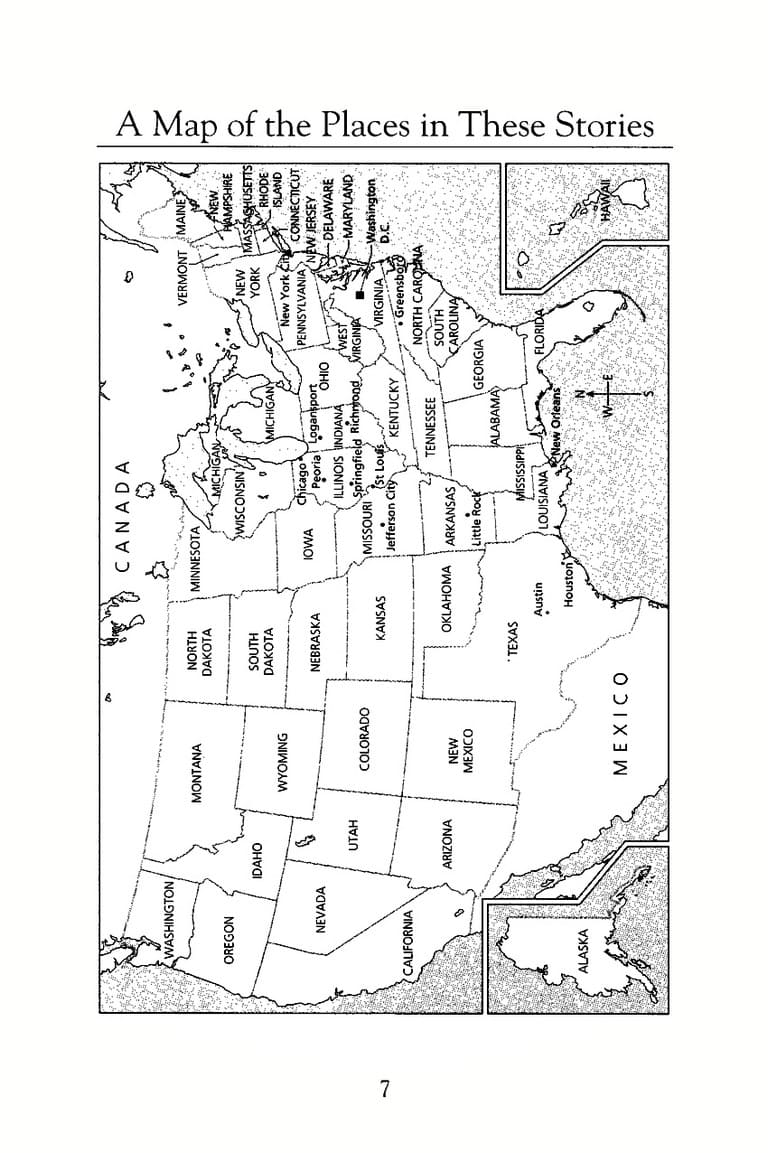 A Map of the Places in These Stories
CANADA
WASHINGTON
OREGON
CALIFORNIA
NEVADA
IDAHO
MONTANA
WYOMING
UTAH
ARIZONA
COLORADO
NEW
MEXICO
NORTH
DAKOTA
SOUTH
DAKOTA
NEBRASKA
KANSAS
OKLAHOMA
TEXAS
Austin
Houston
MINNESOTA
IOWA
MISSOURI
Jefferson City
St Louis
ARKANSAS
Little Rock
LOUISIANA
New Orleans
WISCONSIN
MICHIGAN
MICHIGAN
Chicago
Peoria
ILLINOIS
Springfield
INDIANA
Logansport
Richmond
OHIO
KENTUCKY
TENNESSEE
MISSISSIPPI
ALABAMA
GEORGIA
FLORIDA
SOUTH
CAROLINA
NORTH CAROLINA
Greensboro
VIRGINIA
WEST
VIRGINIA
PENNSYLVANIA
New York City
NEW
YORK
VERMONT
MAINE
NEW
HAMPSHIRE
MASSACHUSETTS
RHODE
ISLAND
CONNECTICUT
NEW JERSEY
DELAWARE
MARYLAND
Washington
D.C.
MEXICO
ALASKA
HAWAII
N
E
S
W
7